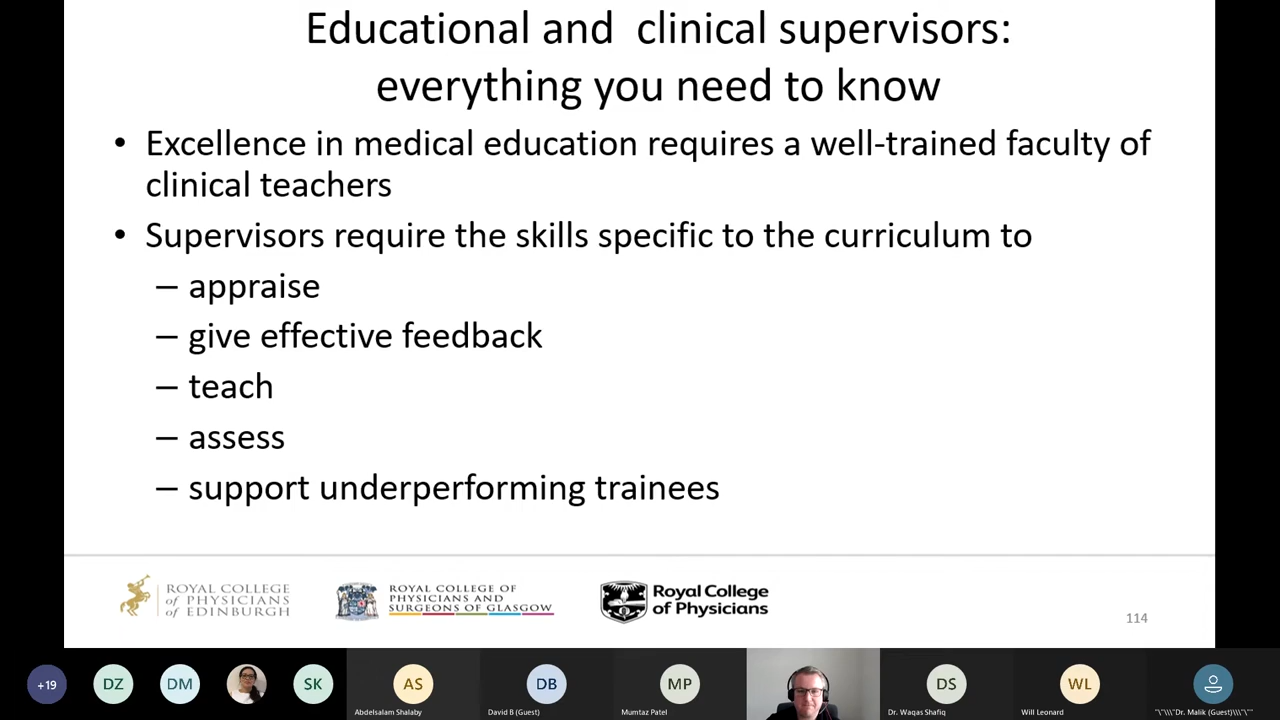 Educational and  clinical supervisors:
everything you need to know
• Excellence in medical education requires a well-trained faculty of
clinical teachers
• Supervisors require the skills specific to the curriculum to
– appraise
– give effective feedback
– teach
– assess
– support underperforming trainees
ROYAL COLLEGE
of PHYSICIANS
of EDINBURGH
ROYAL COLLEGE OF
PHYSICIANS AND
SURGEONS OF GLASGOW
Royal College
of Physicians
114
+19
DZ
DM
SK
AS
DB
MP
DS
WL
Abdelsalam Shalaby
David B (Guest)
Mumtaz Patel
Dr. Waqas Shafiq
Will Leonard
"\"\\\"Dr. Malik (Guest)\\\"\""